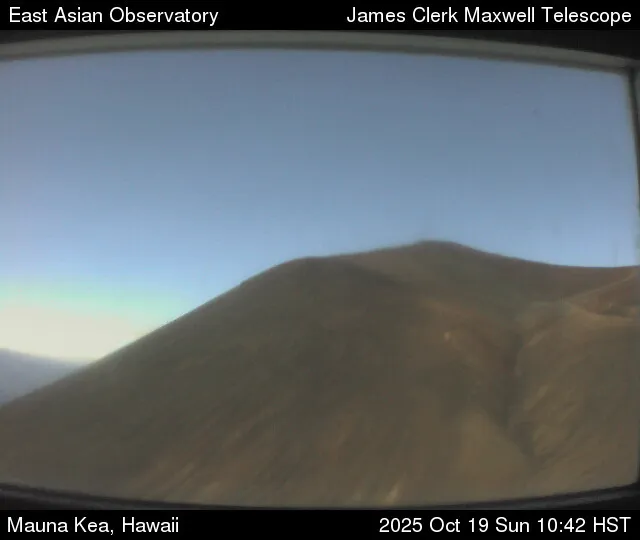 East Asian Observatory
James Clerk Maxwell Telescope
Mauna Kea, Hawaii
2025 Oct 19 Sun 10:42 HST